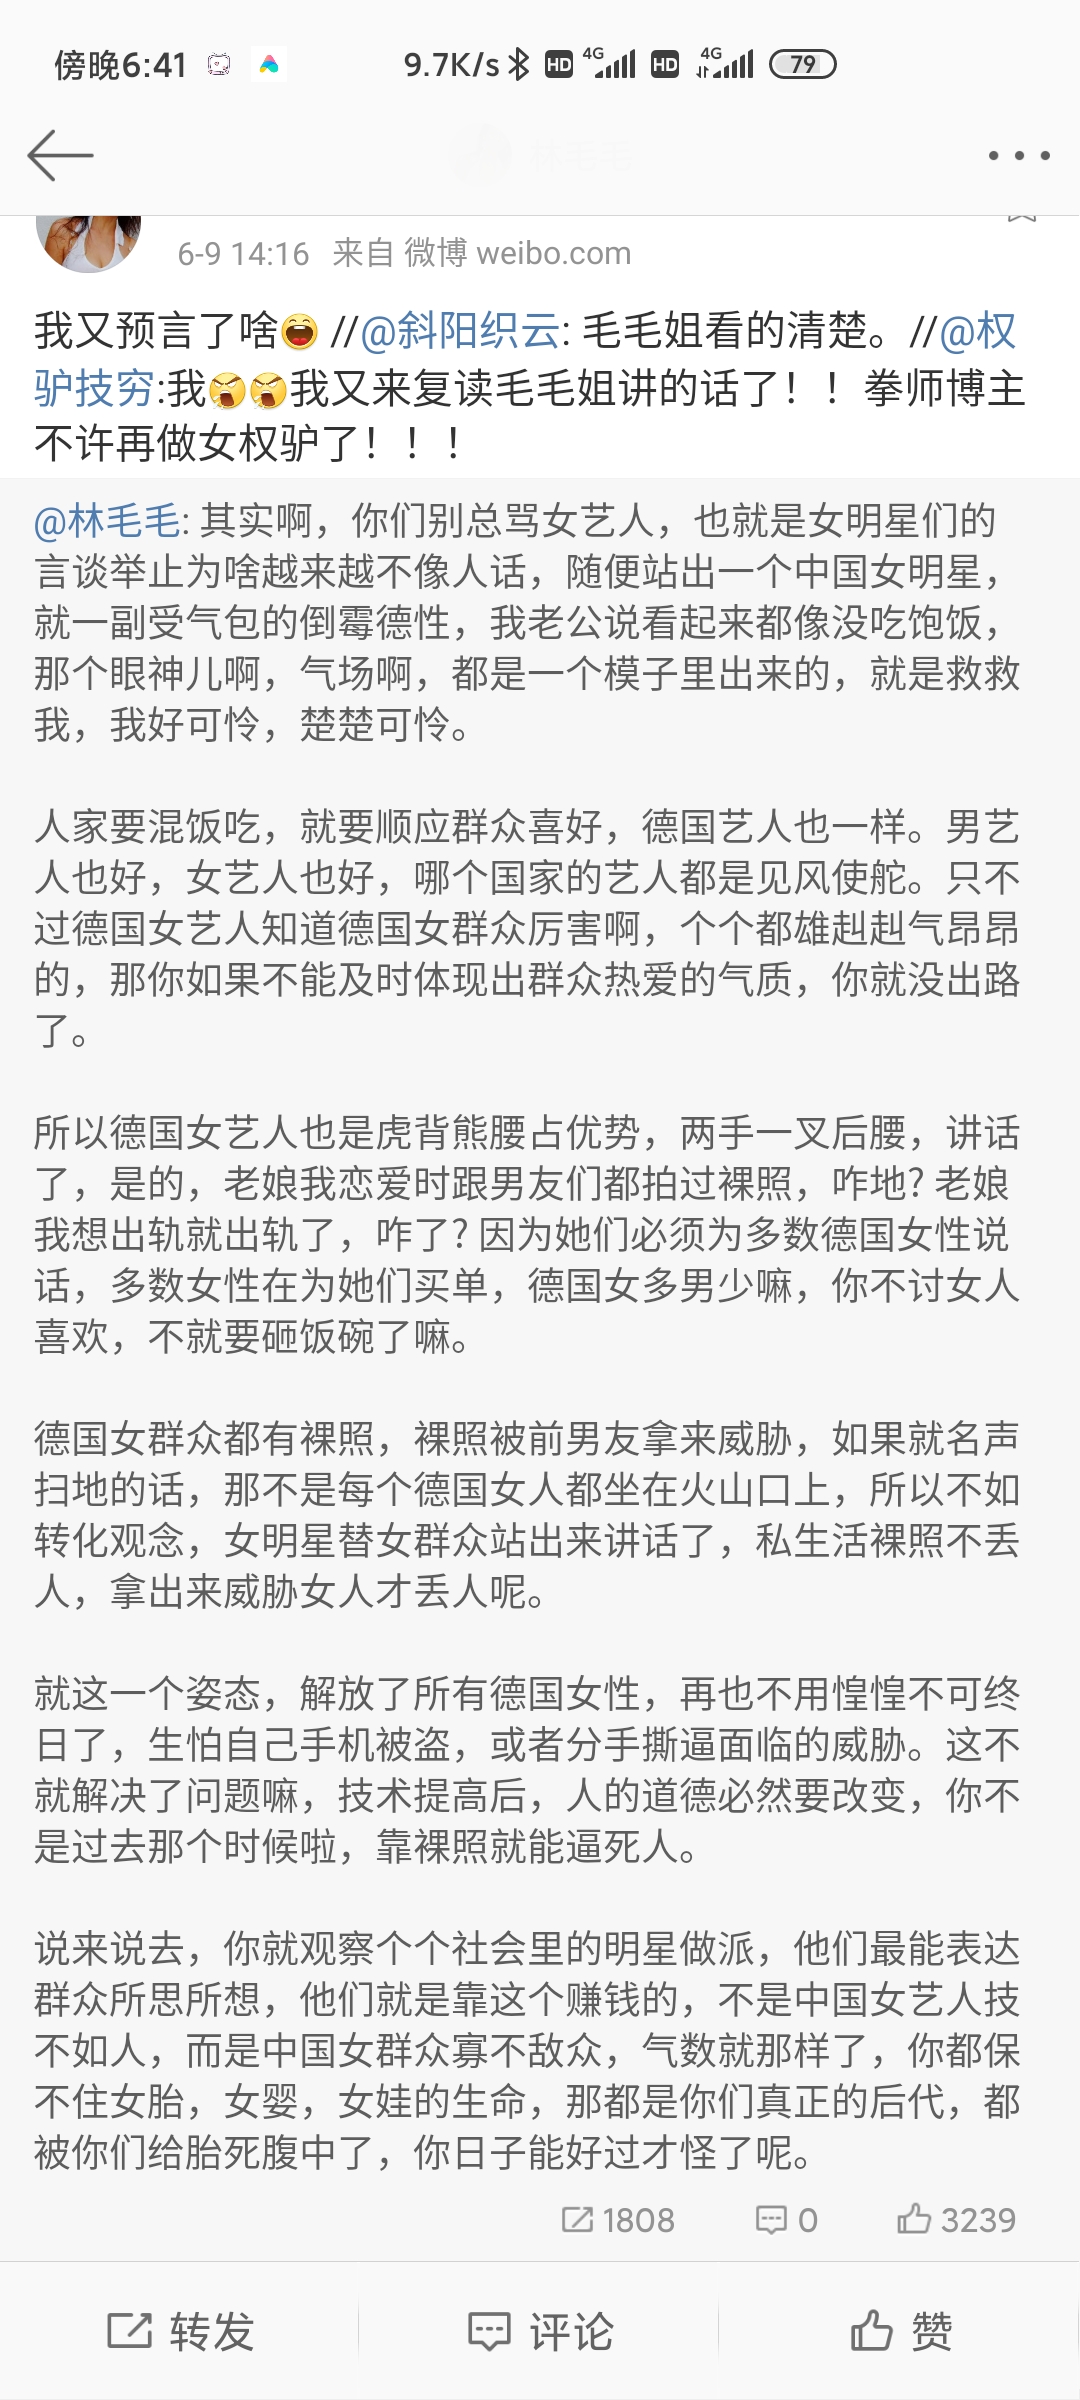 傍晚6:41
9.7K/s HD 4G HD 4G 79
林毛毛
6-9 14:16 来自 微博 weibo.com
我又预言了啥 //@斜阳织云: 毛毛姐看的清楚。//@权
驴技穷:我我又来复读毛毛姐讲的话了！！拳师博主
不许再做女权驴了！！！
@林毛毛: 其实啊，你们别总骂女艺人，也就是女明星们的
言谈举止为啥越来越不像人话，随便站出一个中国女明星，
就一副受气包的倒霉德性，我老公说看起来都像没吃饱饭，
那个眼神儿啊，气场啊，都是一个模子里出来的，就是救救
我，我好可怜，楚楚可怜。
人家要混饭吃，就要顺应群众喜好，德国艺人也一样。男艺
人也好，女艺人也好，哪个国家的艺人都是见风使舵。只不
过德国女艺人知道德国女群众厉害啊，个个都雄赳赳气昂昂
的，那你如果不能及时体现出群众热爱的气质，你就没出路
了。
所以德国女艺人也是虎背熊腰占优势，两手一叉后腰，讲话
了，是的，老娘我恋爱时跟男友们都拍过裸照，咋地? 老娘
我想出轨就出轨了，咋了? 因为她们必须为多数德国女性说
话，多数女性在为她们买单，德国女多男少嘛，你不讨女人
喜欢，不就要砸饭碗了嘛。
德国女群众都有裸照，裸照被前男友拿来威胁，如果就名声
扫地的话，那不是每个德国女人都坐在火山口上，所以不如
转化观念，女明星替女群众站出来讲话了，私生活裸照不丢
人，拿出来威胁女人才丢人呢。
就这一个姿态，解放了所有德国女性，再也不用惶惶不可终
日了，生怕自己手机被盗，或者分手撕逼面临的威胁。这不
就解决了问题嘛，技术提高后，人的道德必然要改变，你不
是过去那个时候啦，靠裸照就能逼死人。
说来说去，你就观察个个社会里的明星做派，他们最能表达
群众所思所想，他们就是靠这个赚钱的，不是中国女艺人技
不如人，而是中国女群众寡不敌众，气数就那样了，你都保
不住女胎，女婴，女娃的生命，那都是你们真正的后代，都
被你们给胎死腹中了，你日子能好过才怪了呢。
1808 0 3239
转发 评论 赞